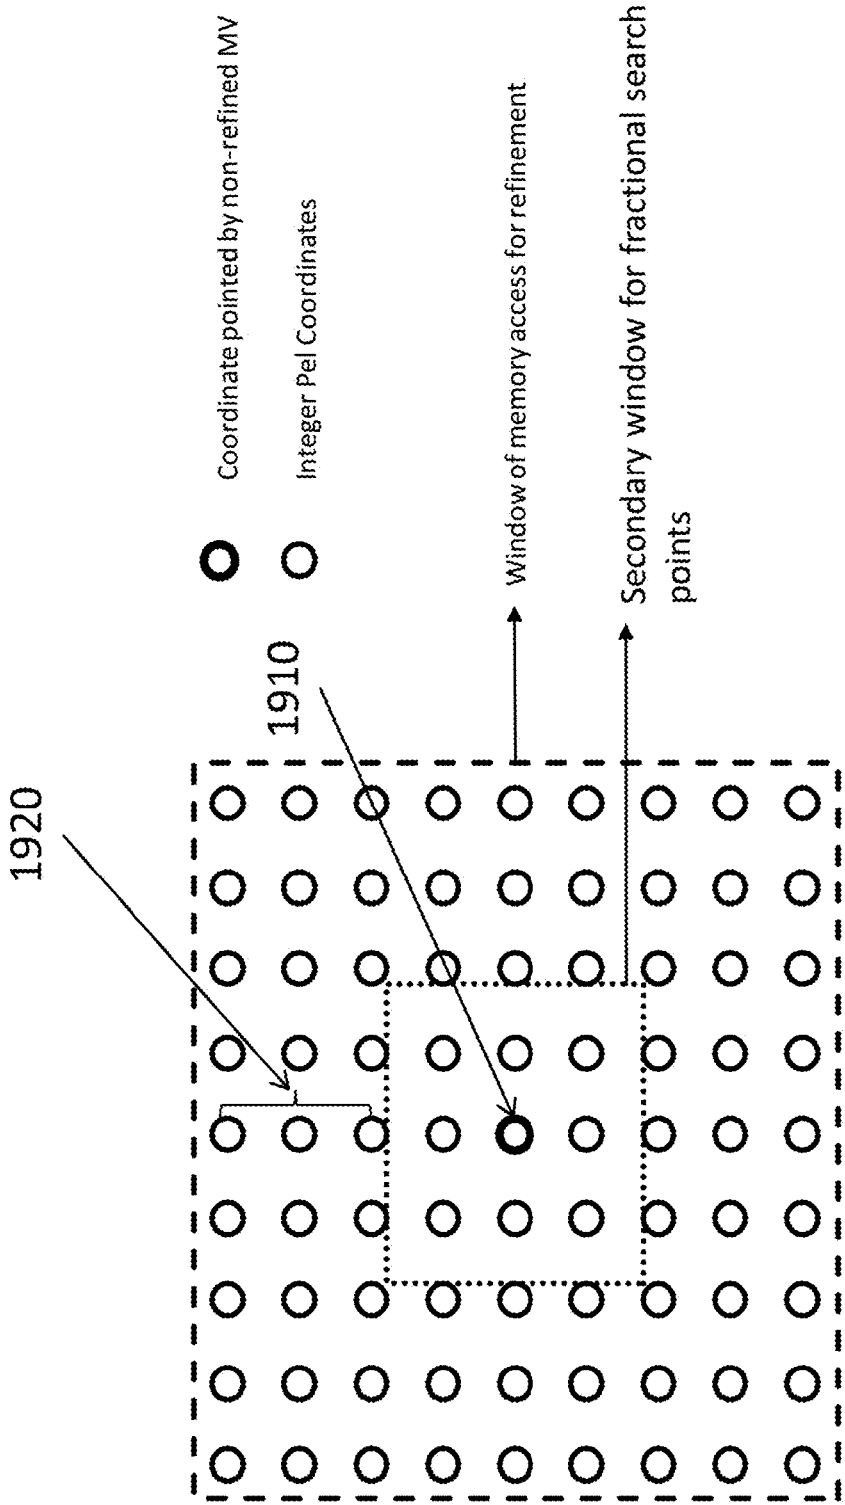 Coordinate pointed by non-refined MV
Integer Pel Coordinates
1920
1910
Window of memory access for refinement
Secondary window for fractional search
points